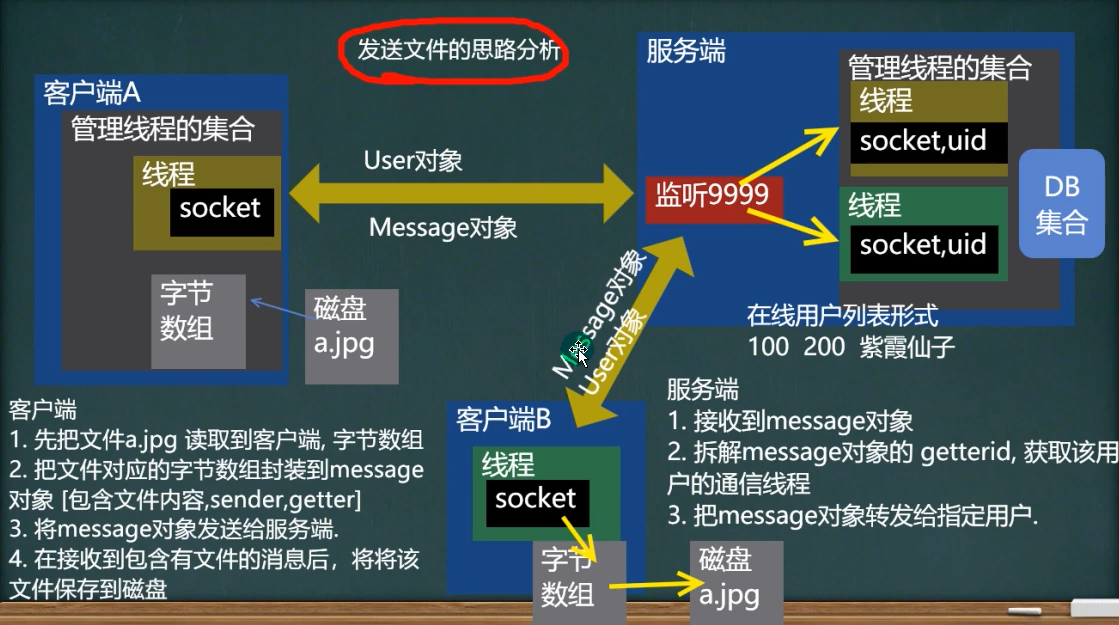 发送文件的思路分析
客户端A
管理线程的集合
线程
socket
字节
数组
磁盘
a.jpg
User对象
Message对象
服务端
管理线程的集合
线程
socket,uid
监听9999
线程
socket,uid
DB
集合
在线用户列表形式
100 200 紫霞仙子
Message对象
User对象
客户端B
线程
socket
字节
数组
磁盘
a.jpg
客户端
1. 先把文件a.jpg 读取到客户端, 字节数组
2. 把文件对应的字节数组封装到message
对象 [包含文件内容,sender,getter]
3. 将message对象发送给服务端.
4. 在接收到包含有文件的消息后，将将该
文件保存到磁盘
服务端
1. 接收到message对象
2. 拆解message对象的 getterid, 获取该用
户的通信线程
3. 把message对象转发给指定用户.